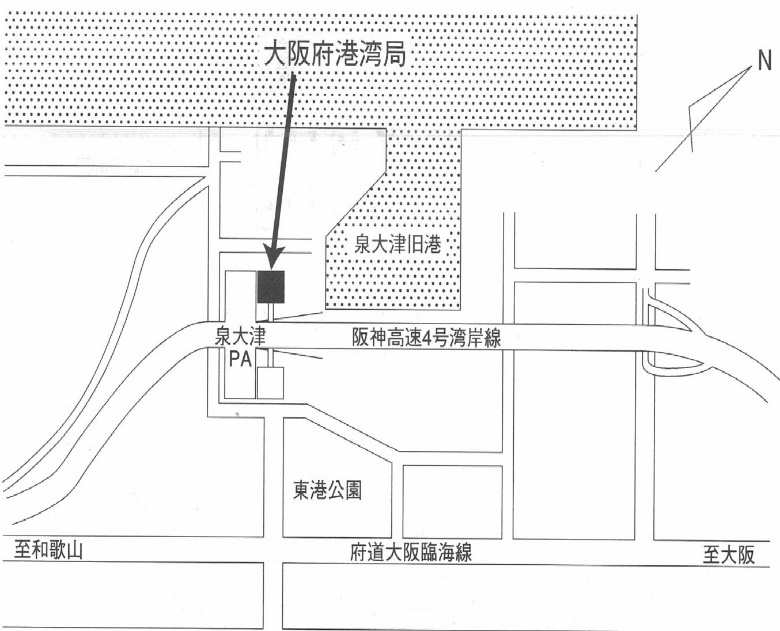 大阪府港湾局
N
泉大津旧港
泉大津
PA
阪神高速4号湾岸線
東港公園
至和歌山
府道大阪臨海線
至大阪